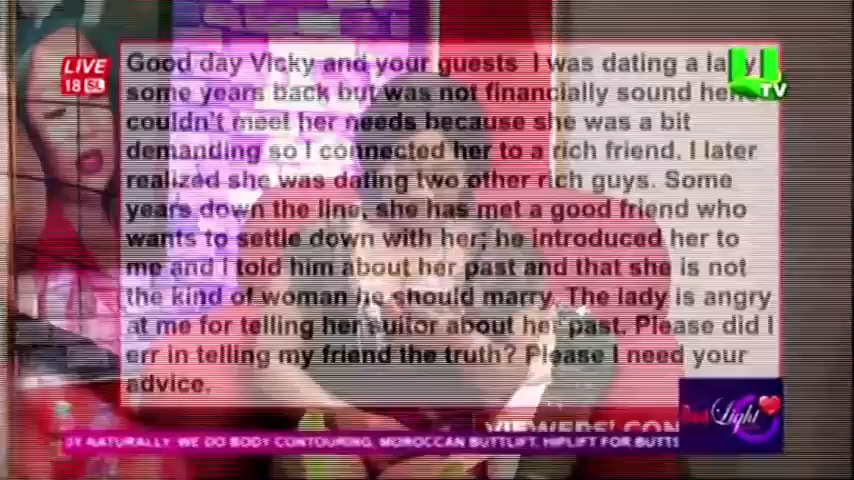 LIVE
18 SL
U TV
Good day Vicky and your guests I was dating a lady
some years back but was not financially sound
couldn't meet her needs because she was a bit
demanding so I connected her to a rich friend. I later
realized she was dating two other rich guys. Some
years down the line, she has met a good friend who
wants to settle down with her; he introduced her to
me and I told him about her past and that she is not
the kind of woman he should marry. The lady is angry
at me for telling her suitor about her past. Please did I
err in telling my friend the truth? Please I need your
advice.
Red Light
VIEWERS' CON
NATURALLY WE DO BODY CONTOURING, MOROCCAN BUTTLIFT, HIPLIFT FOR BUTTS